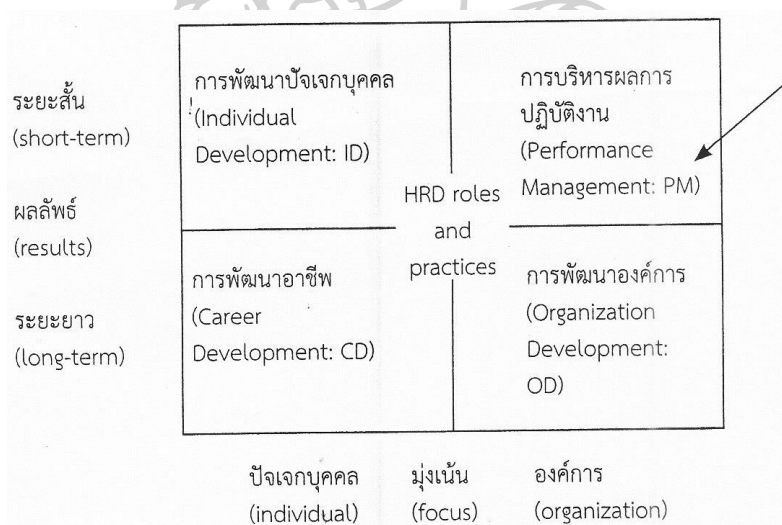 ระยะสั้น
(short-term)
ผลลัพธ์
(results)
ระยะยาว
(long-term)
การพัฒนาปัจเจกบุคคล
(Individual
Development: ID)
การบริหารผลการ
ปฏิบัติงาน
(Performance
Management: PM)
HRD roles
and
practices
การพัฒนาอาชีพ
(Career
Development: CD)
การพัฒนาองค์การ
(Organization
Development:
OD)
ปัจเจกบุคคล
(individual)
มุ่งเน้น
(focus)
องค์การ
(organization)